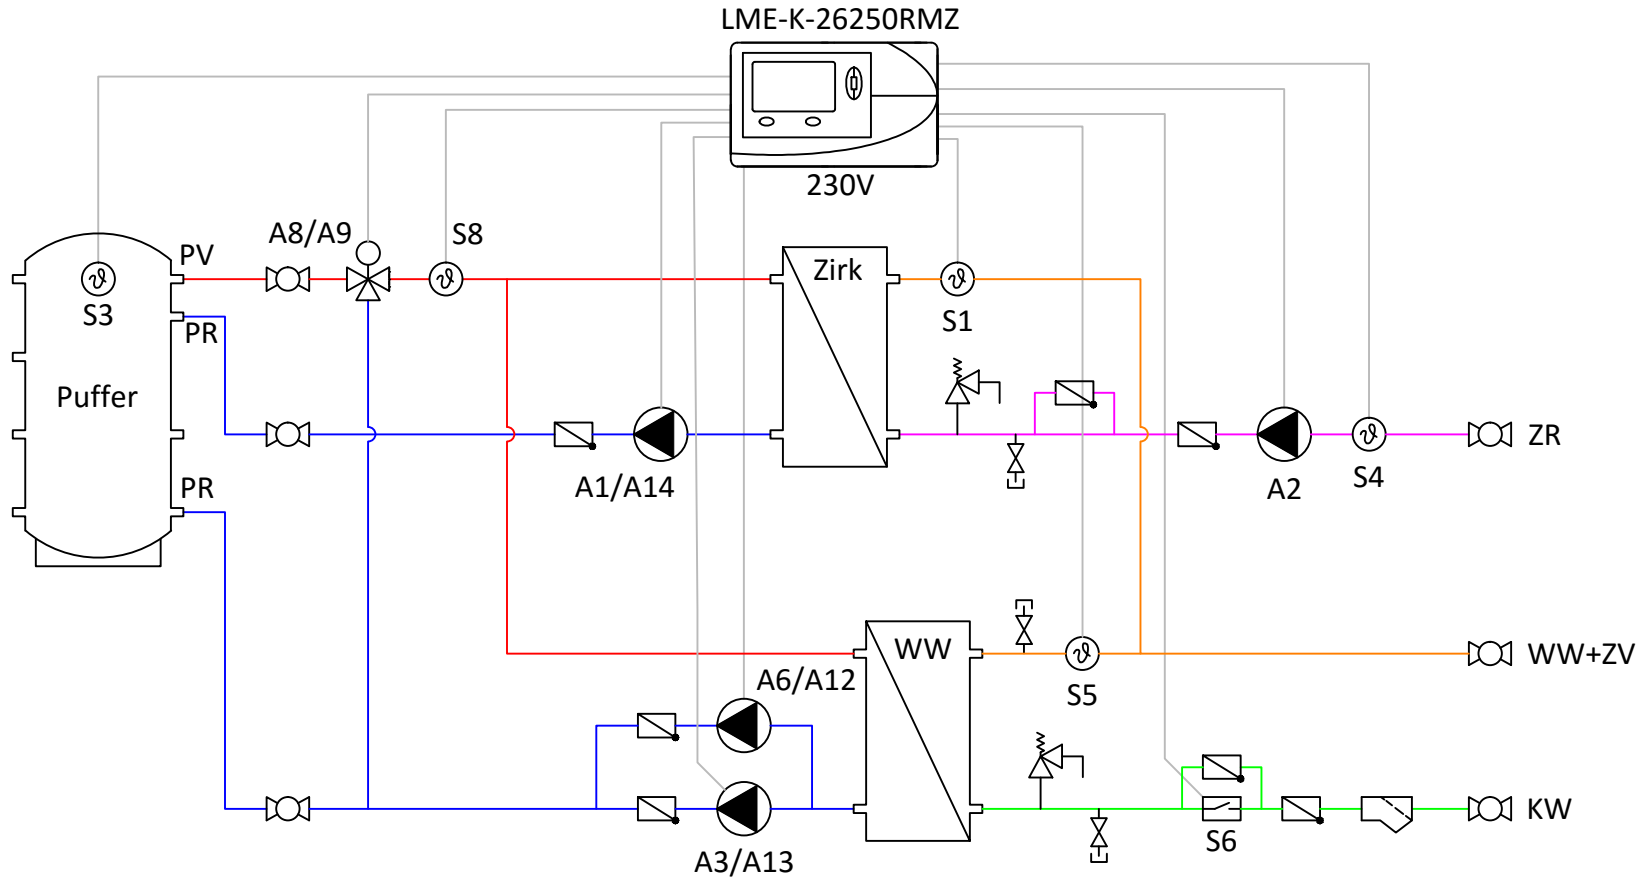 LME-K-26250RMZ
230V
A8/A9
S8
PV
Zirk
S3
S1
PR
Puffer
ZR
A1/A14
A2
S4
PR
WW
WW+ZV
A6/A12
S5
KW
S6
A3/A13